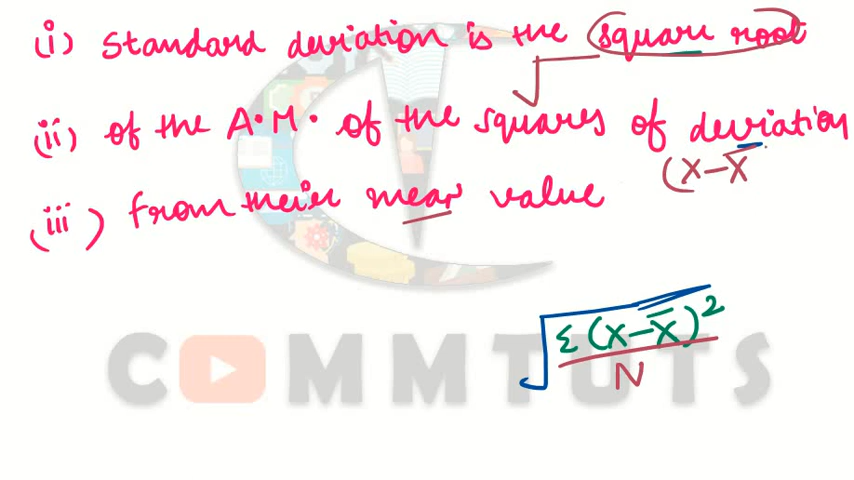 (i) Standard deviation is the square root
√
(ii) of the A.M. of the squares of deviation
(X-X̅
(iii) from their mean value
√Σ(X-X̅)²
N
COMMTUTS